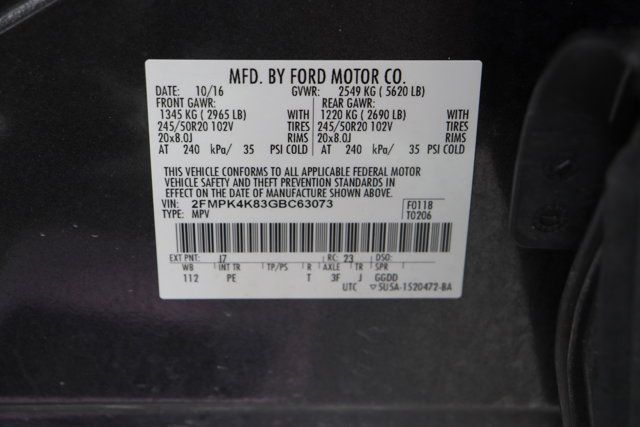 MFD. BY FORD MOTOR CO.
DATE: 10/16 GVWR: 2549 KG ( 5620 LB)
FRONT GAWR: REAR GAWR:
1345 KG ( 2965 LB) WITH 1220 KG ( 2690 LB) WITH
245/50R20 102V TIRES 245/50R20 102V TIRES
20x8.0J RIMS 20x8.0J RIMS
AT 240 kPa/ 35 PSI COLD AT 240 kPa/ 35 PSI COLD
THIS VEHICLE CONFORMS TO ALL APPLICABLE FEDERAL MOTOR
VEHICLE SAFETY AND THEFT PREVENTION STANDARDS IN
EFFECT ON THE DATE OF MANUFACTURE SHOWN ABOVE.
VIN: 2FMPK4K83GBC63073 F0118
TYPE: MPV T0206
EXT PNT: J7 RC: 23 DSO:
WB INT TR TP/PS R AXLE TR SPR
112 PE T 3F J GGDD
UTC ▽SU5A-1520472-BA